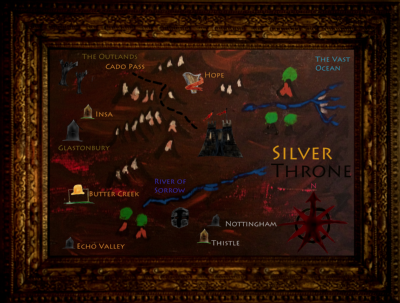 The Outlands
Cado Pass
The Vast
Ocean
Hope
Insa
Glastonbury
Silver
Throne
River of
Sorrow
Butter Creek
Nottingham
Thistle
Echo Valley